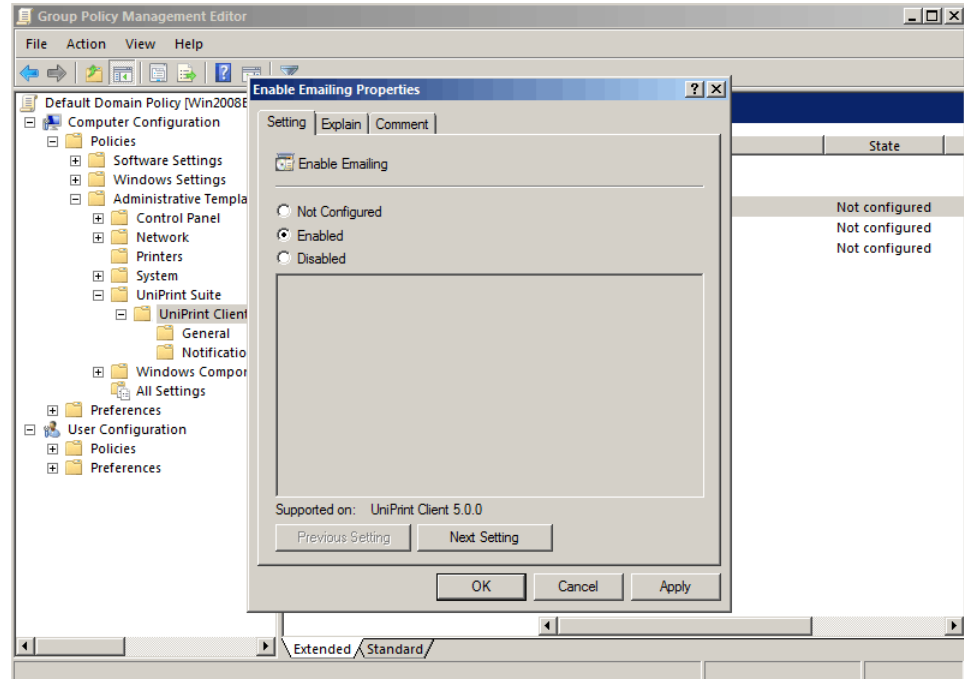 Group Policy Management Editor
File Action View Help
Default Domain Policy [Win2008E
Computer Configuration
Policies
Software Settings
Windows Settings
Administrative Templa
Control Panel
Network
Printers
System
UniPrint Suite
UniPrint Client
General
Notificatio
Windows Compor
All Settings
Preferences
User Configuration
Policies
Preferences
Enable Emailing Properties
Setting Explain Comment
Enable Emailing
Not Configured
Enabled
Disabled
Supported on: UniPrint Client 5.0.0
Previous Setting Next Setting
OK Cancel Apply
State
Not configured
Not configured
Not configured
Extended Standard